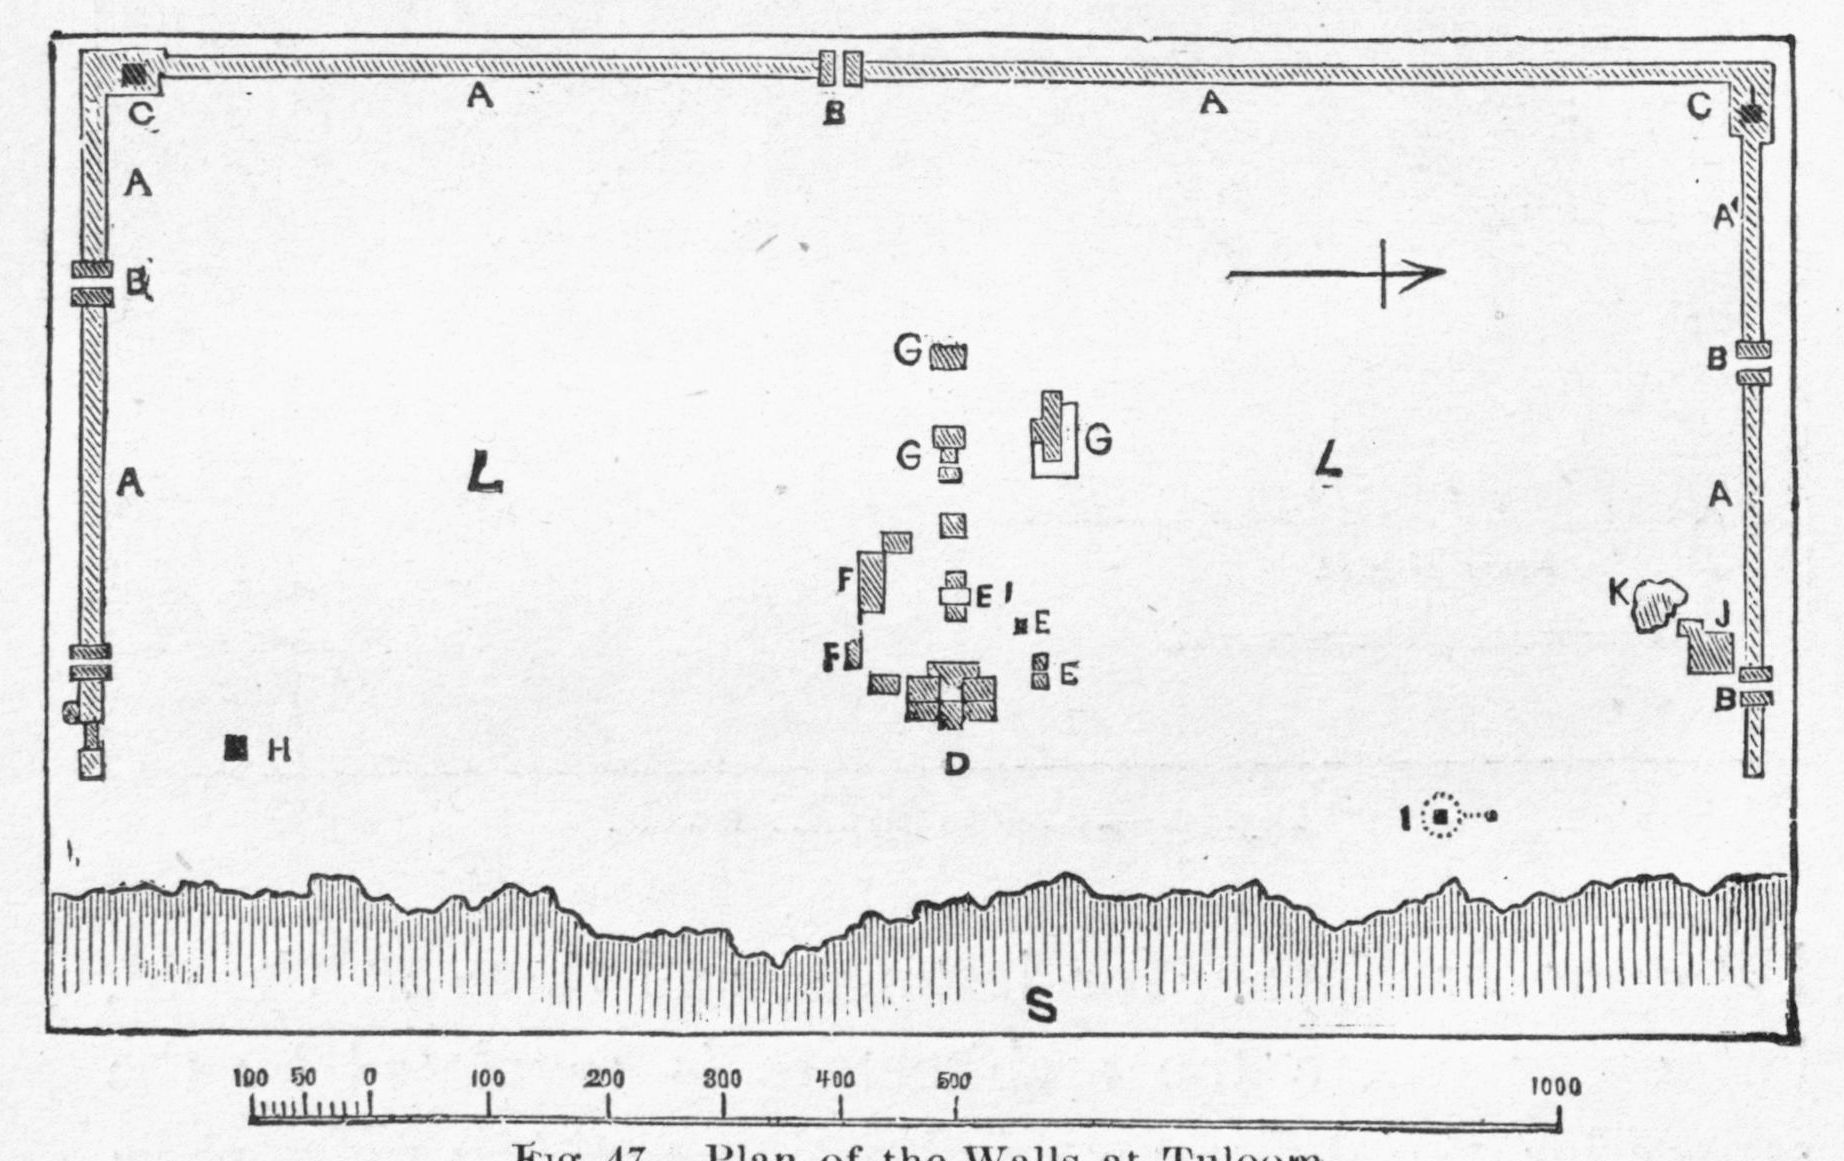 C A B A C
A A'
B B
G
G G
A L L A
F E' K J
E
F E
B
H D
I
S
100 50 0 100 200 300 400 500 1000
Fig. 47. Plan of the Walls at Tuloom